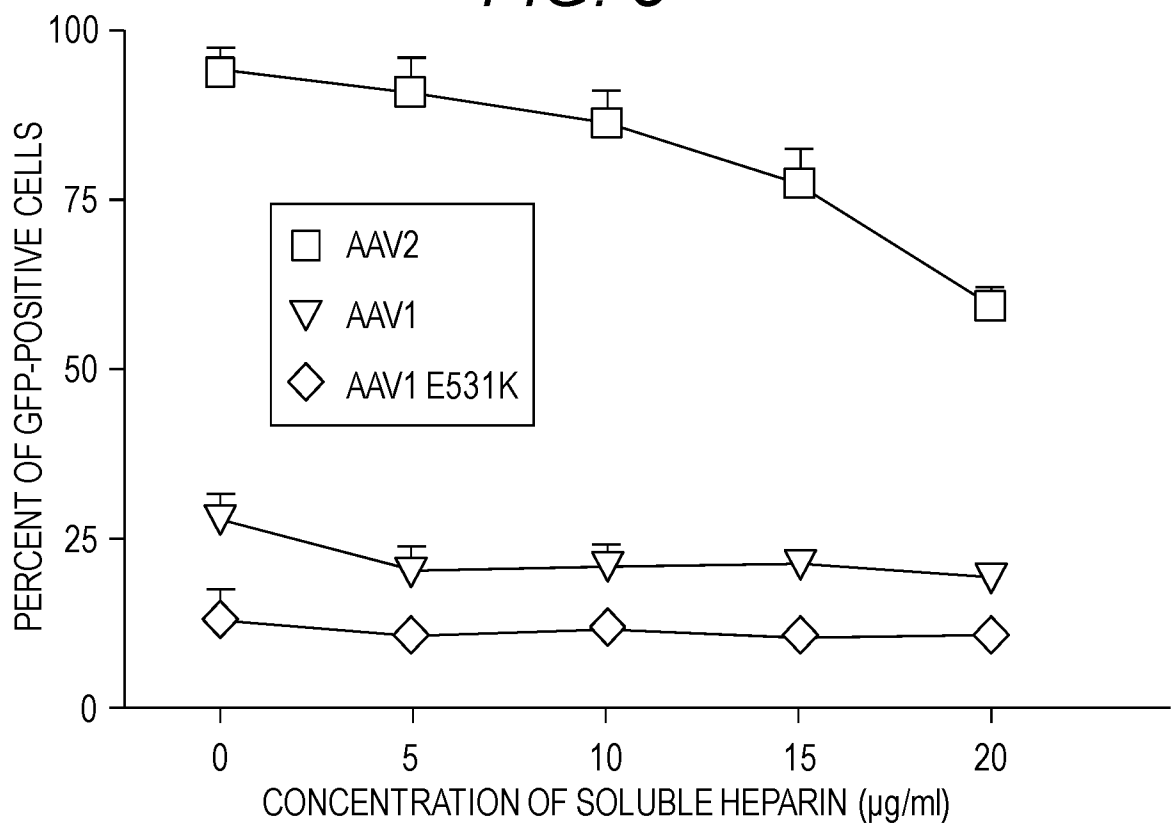 100
75
50
25
0
PERCENT OF GFP-POSITIVE CELLS
AAV2
AAV1
AAV1 E531K
0 5 10 15 20
CONCENTRATION OF SOLUBLE HEPARIN (µg/ml)